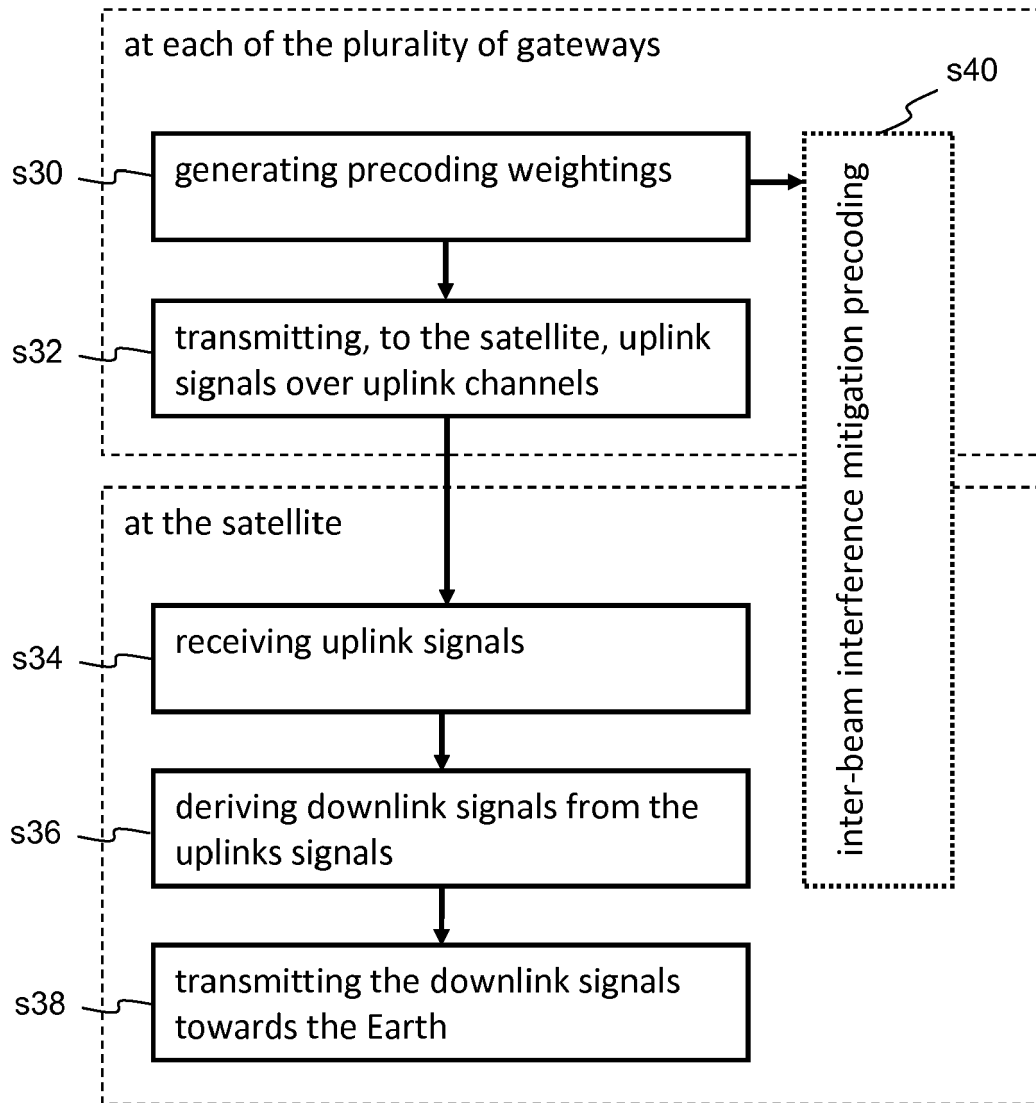 at each of the plurality of gateways
s40
s30
generating precoding weightings
s32
transmitting, to the satellite, uplink
signals over uplink channels
inter-beam interference mitigation precoding
at the satellite
s34
receiving uplink signals
s36
deriving downlink signals from the
uplinks signals
s38
transmitting the downlink signals
towards the Earth